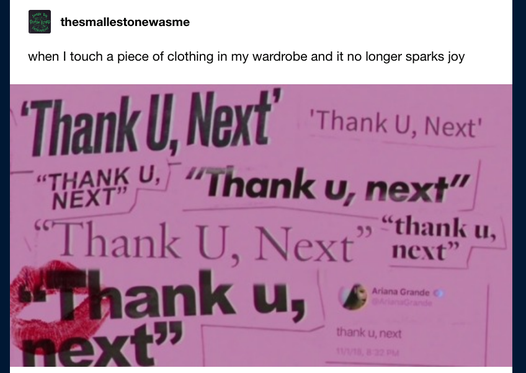 thesmallestonewasme
when I touch a piece of clothing in my wardrobe and it no longer sparks joy
'Thank U, Next'
'Thank U, Next'
“THANK U,
NEXT”
“Thank u, next”
“Thank U, Next”
“thank u,
next”
“Thank u,
next”
Ariana Grande
@ArianaGrande
thank u, next